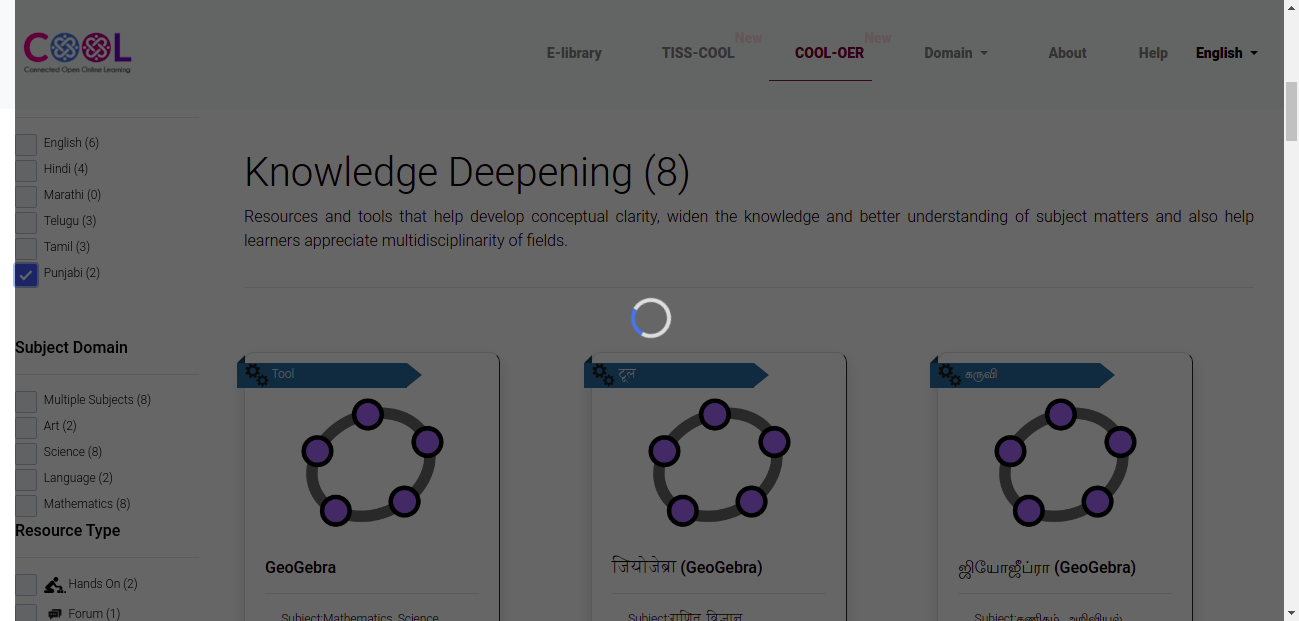 COOL
Connected Open Online Learning
E-library
TISS-COOL
New
COOL-OER
New
Domain
About
Help
English
English (6)
Hindi (4)
Marathi (0)
Telugu (3)
Tamil (3)
Punjabi (2)
Subject Domain
Multiple Subjects (8)
Art (2)
Science (8)
Language (2)
Mathematics (8)
Resource Type
Hands On (2)
Forum (1)
Knowledge Deepening (8)
Resources and tools that help develop conceptual clarity, widen the knowledge and better understanding of subject matters and also help
learners appreciate multidisciplinarity of fields.
Tool
GeoGebra
Subject:Mathematics, Science
टूल
जियोजेब्रा (GeoGebra)
Subject:गणित, विज्ञान
கருவி
ஜியோஜீப்ரா (GeoGebra)
Subject:கணிதம், அறிவியல்